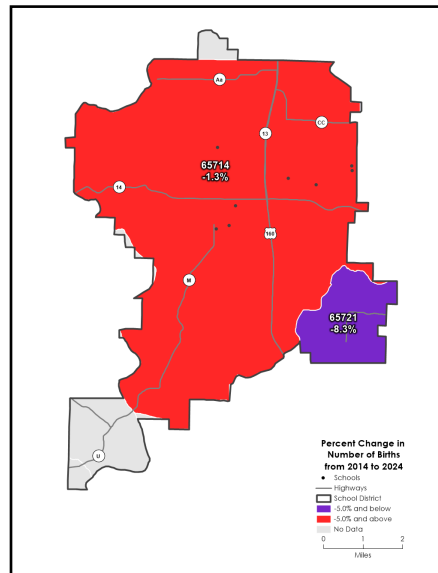 Aa
CC
13
65714
-1.3%
14
160
M
65721
-8.3%
U
Percent Change in
Number of Births
from 2014 to 2024
Schools
Highways
School District
-5.0% and below
-5.0% and above
No Data
0 1 2
Miles